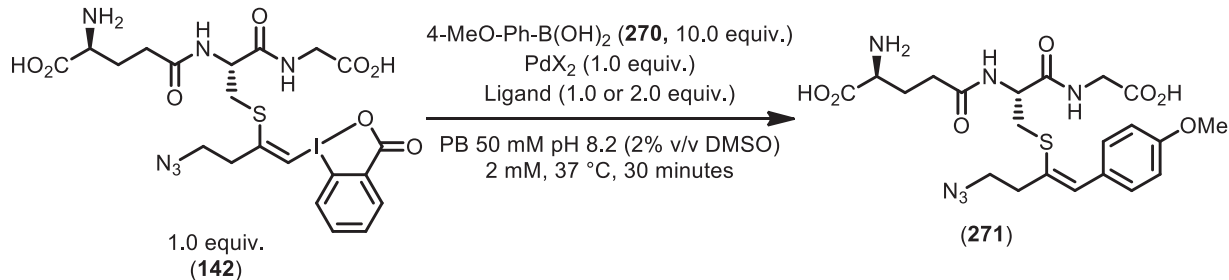 NH₂
HO₂C
O
H
N
O
N
H
CO₂H
S
N₃
I
O
O
1.0 equiv.
(142)
4-MeO-Ph-B(OH)₂ (270, 10.0 equiv.)
PdX₂ (1.0 equiv.)
Ligand (1.0 or 2.0 equiv.)
PB 50 mM pH 8.2 (2% v/v DMSO)
2 mM, 37 °C, 30 minutes
NH₂
HO₂C
O
H
N
O
N
H
CO₂H
S
N₃
OMe
(271)